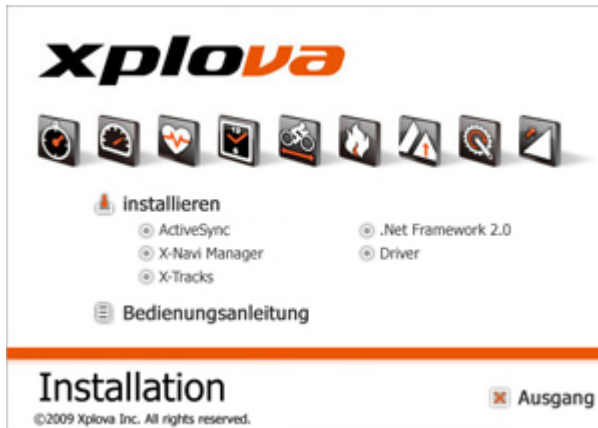 xplova
installieren
ActiveSync
.Net Framework 2.0
X-Navi Manager
Driver
X-Tracks
Bedienungsanleitung
Installation
Ausgang
©2009 Xplova Inc. All rights reserved.